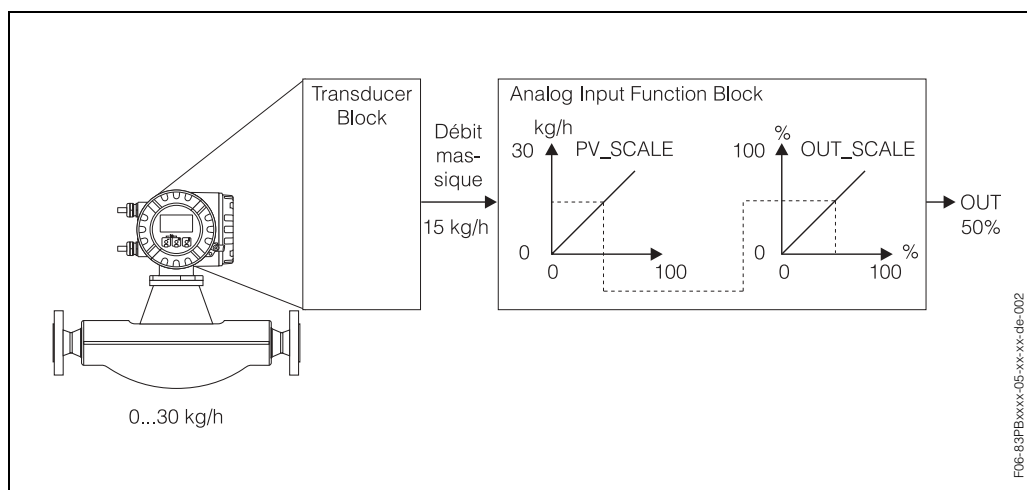 Transducer
Block
Débit
mas-
sique
15 kg/h
Analog Input Function Block
kg/h
30
PV_SCALE
0
0
100
%
100
OUT_SCALE
0
0
100
%
OUT
50%
0...30 kg/h
F06-83PBxxxx-05-xx-xx-de-002